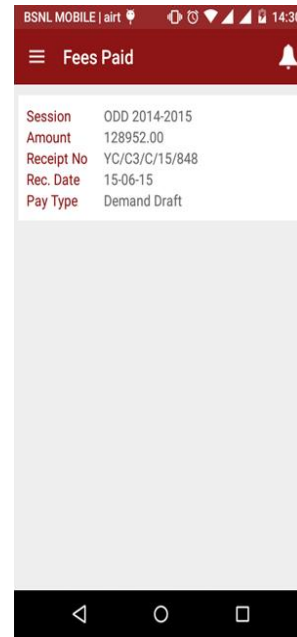 BSNL MOBILE | airt 14:30
Fees Paid
Session ODD 2014-2015
Amount 128952.00
Receipt No YC/C3/C/15/848
Rec. Date 15-06-15
Pay Type Demand Draft